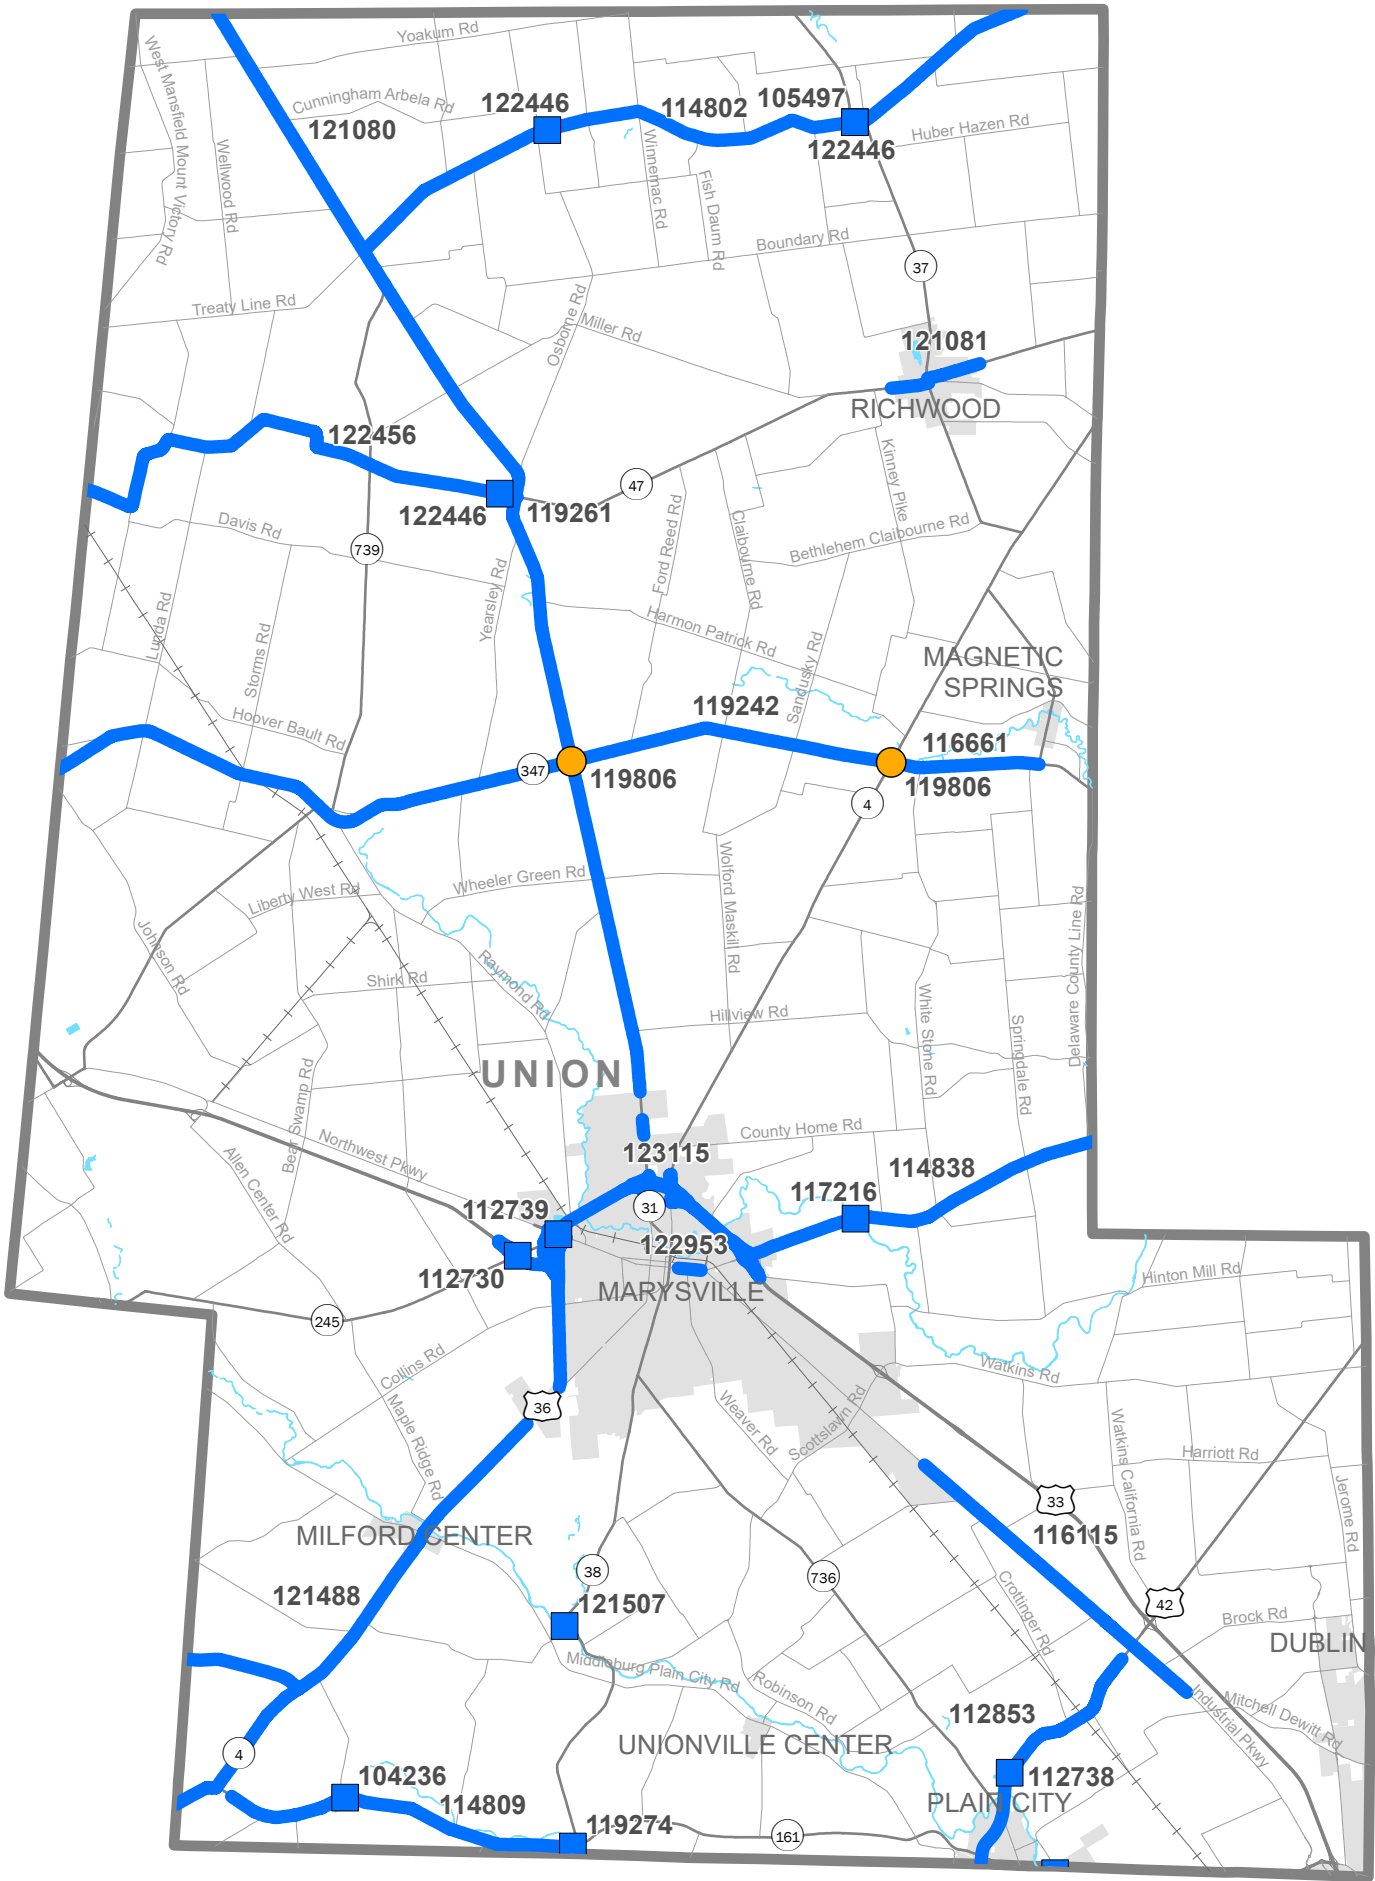 Yoakum Rd
West Mansfield Mount Victory Rd
Wellwood Rd
Cunningham Arbela Rd
121080
122446
114802
105497
122446
Huber Hazen Rd
Winnemac Rd
Fish Daum Rd
Boundary Rd
37
Treaty Line Rd
Osborne Rd
Miller Rd
121081
RICHWOOD
122456
Kinney Pike
47
122446
119261
Davis Rd
739
Ford Reed Rd
Claibourne Rd
Bethlehem Claibourne Rd
Yearsley Rd
Lunda Rd
Storms Rd
Harmon Patrick Rd
Sandusky Rd
MAGNETIC
SPRINGS
Hoover Bault Rd
119242
116661
347
119806
119806
4
Wolford Maskill Rd
Wheeler Green Rd
Liberty West Rd
Johnson Rd
Shirk Rd
Raymond Rd
Delaware County Line Rd
White Stone Rd
Springdale Rd
Hillview Rd
UNION
Bear Swamp Rd
Northwest Pkwy
Allen Center Rd
County Home Rd
123115
114838
117216
112739
31
122953
112730
MARYSVILLE
Hinton Mill Rd
245
Collins Rd
Maple Ridge Rd
36
Watkins Rd
Weaver Rd
Scottslawn Rd
Watkins California Rd
Harriott Rd
Jerome Rd
33
116115
MILFORD CENTER
38
736
121488
121507
Crottinger Rd
42
Brock Rd
DUBLIN
Middleburg Plain City Rd
Robinson Rd
Mitchell Dewitt Rd
Industrial Pkwy
112853
UNIONVILLE CENTER
4
104236
114809
112738
PLAIN CITY
119274
161